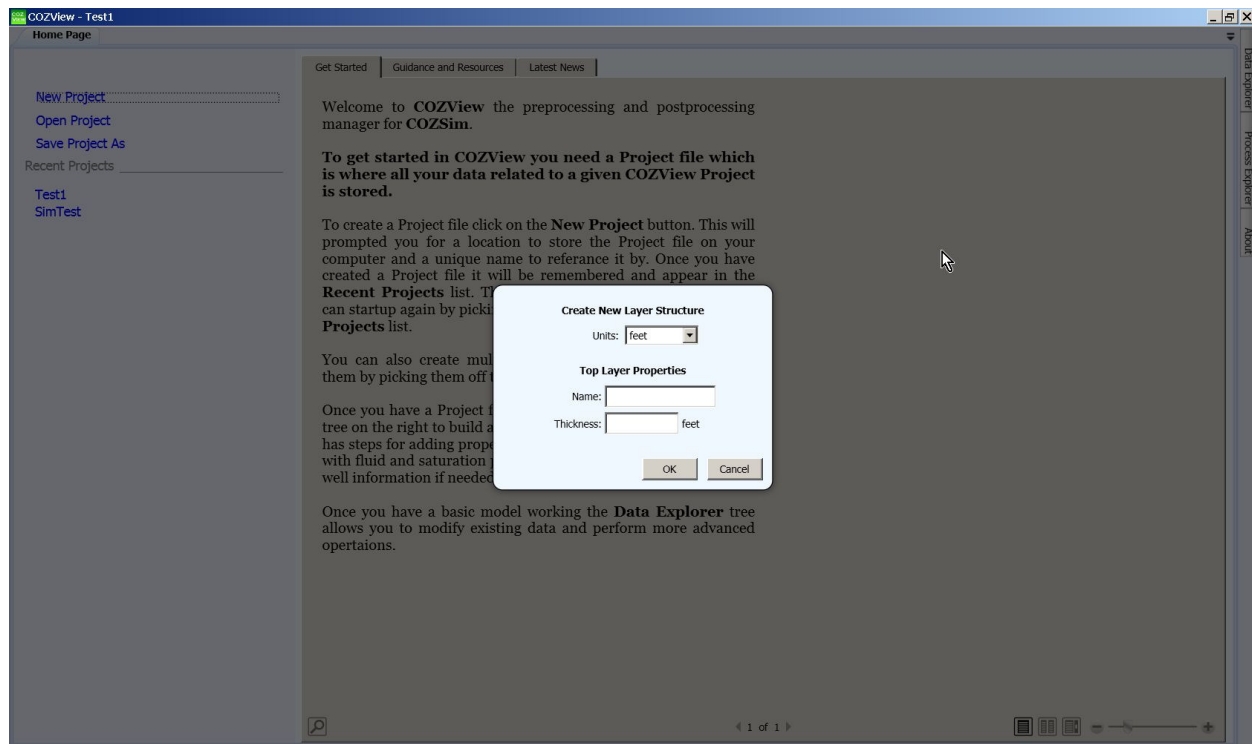 COZ View COZView - Test1
Home Page
New Project
Open Project
Save Project As
Recent Projects
Test1
SimTest
Get Started
Guidance and Resources
Latest News
Welcome to COZView the preprocessing and postprocessing
manager for COZSim.
To get started in COZView you need a Project file which
is where all your data related to a given COZView Project
is stored.
To create a Project file click on the New Project button. This will
prompted you for a location to store the Project file on your
computer and a unique name to referance it by. Once you have
created a Project file it will be remembered and appear in the
Recent Projects list.
can startup again by
Projects list.
You can also create
them by picking them off
Once you have a Project
tree on the right to build
has steps for adding
with fluid and saturation
well information if needed
Once you have a basic model working the Data Explorer tree
allows you to modify existing data and perform more advanced
opertaions.
Create New Layer Structure
Units: feet
Top Layer Properties
Name:
Thickness: feet
OK
Cancel
1 of 1
Data Explorer
Process Explorer
About